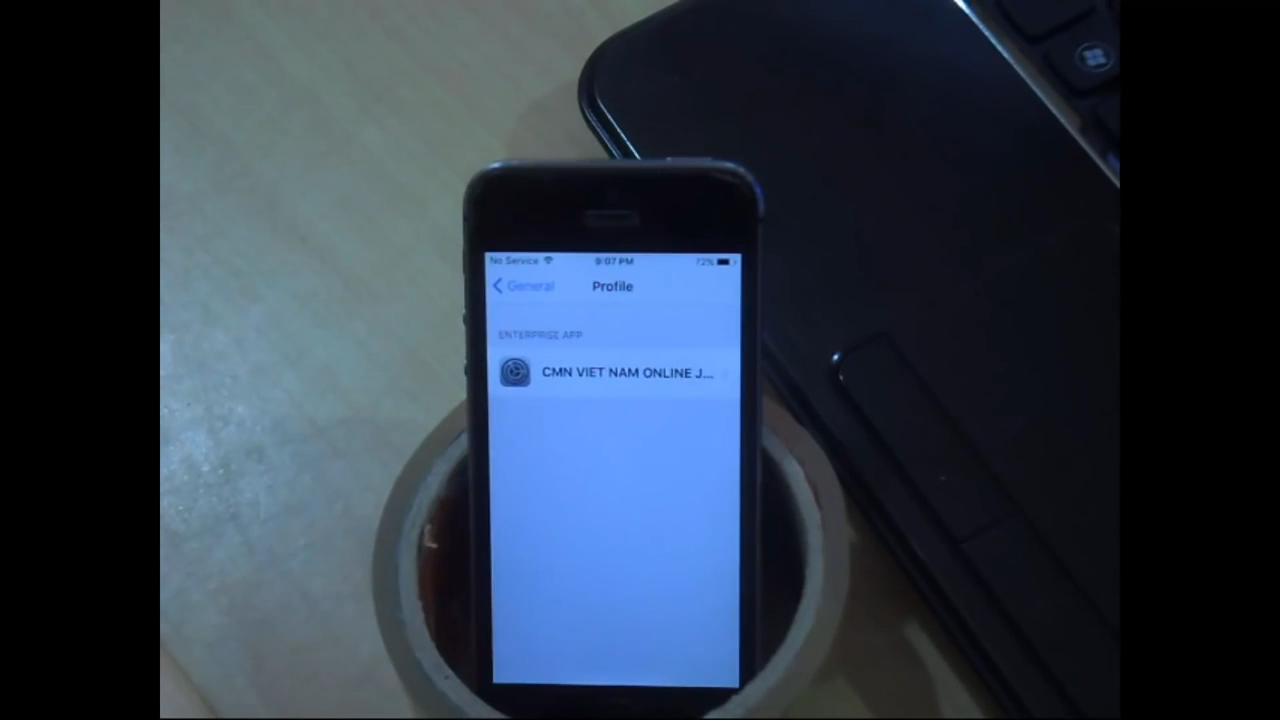 No Service 9:07 PM 72%
General Profile
ENTERPRISE APP
CMN VIET NAM ONLINE J...